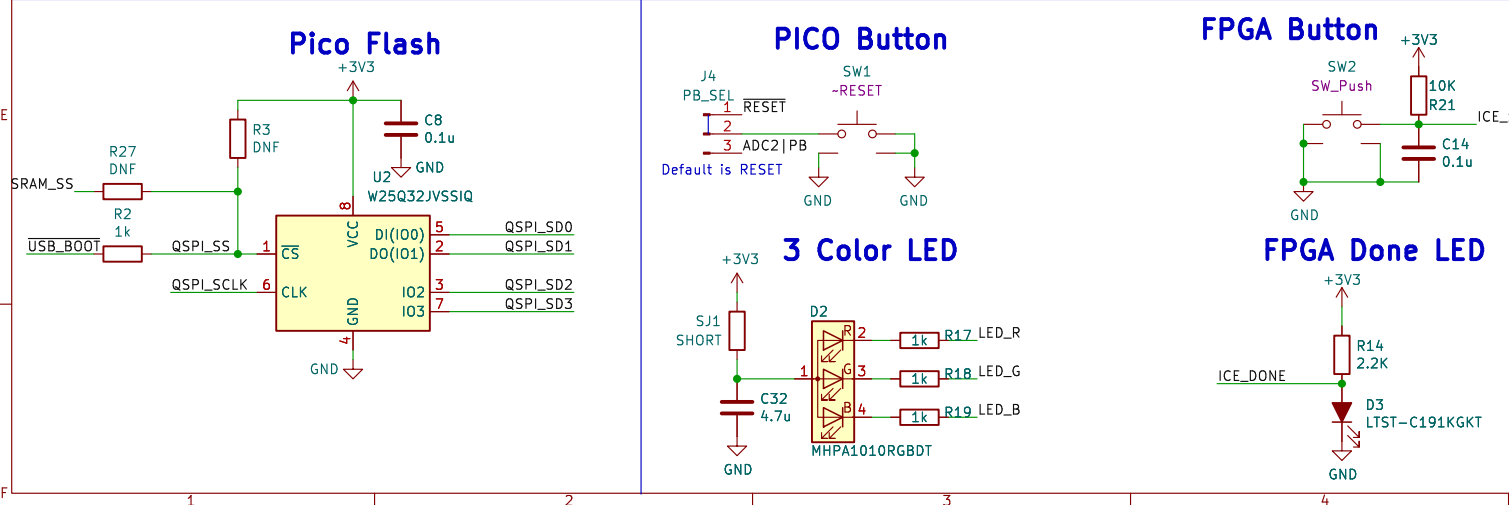 Pico Flash
+3V3
R3
DNF
C8
0.1u
GND
R27
DNF
SRAM_SS
R2
1k
USB_BOOT
QSPI_SS
QSPI_SCLK
U2
W25Q32JVSSIQ
8
VCC
1
CS
6
CLK
DI(IO0)
5
QSPI_SD0
DO(IO1)
2
QSPI_SD1
IO2
3
QSPI_SD2
IO3
7
QSPI_SD3
GND
4
GND
PICO Button
J4
PB_SEL
1
RESET
2
3
ADC2|PB
Default is RESET
SW1
~RESET
GND
GND
FPGA Button
+3V3
SW2
SW_Push
10K
R21
ICE_
C14
0.1u
GND
3 Color LED
+3V3
SJ1
SHORT
C32
4.7u
GND
D2
1
R
2
1k
R17
LED_R
G
3
1k
R18
LED_G
B
4
1k
R19
LED_B
MHPA1010RGBDT
FPGA Done LED
+3V3
R14
2.2K
ICE_DONE
D3
LTST-C191KGKT
GND
E
F
1
2
3
4